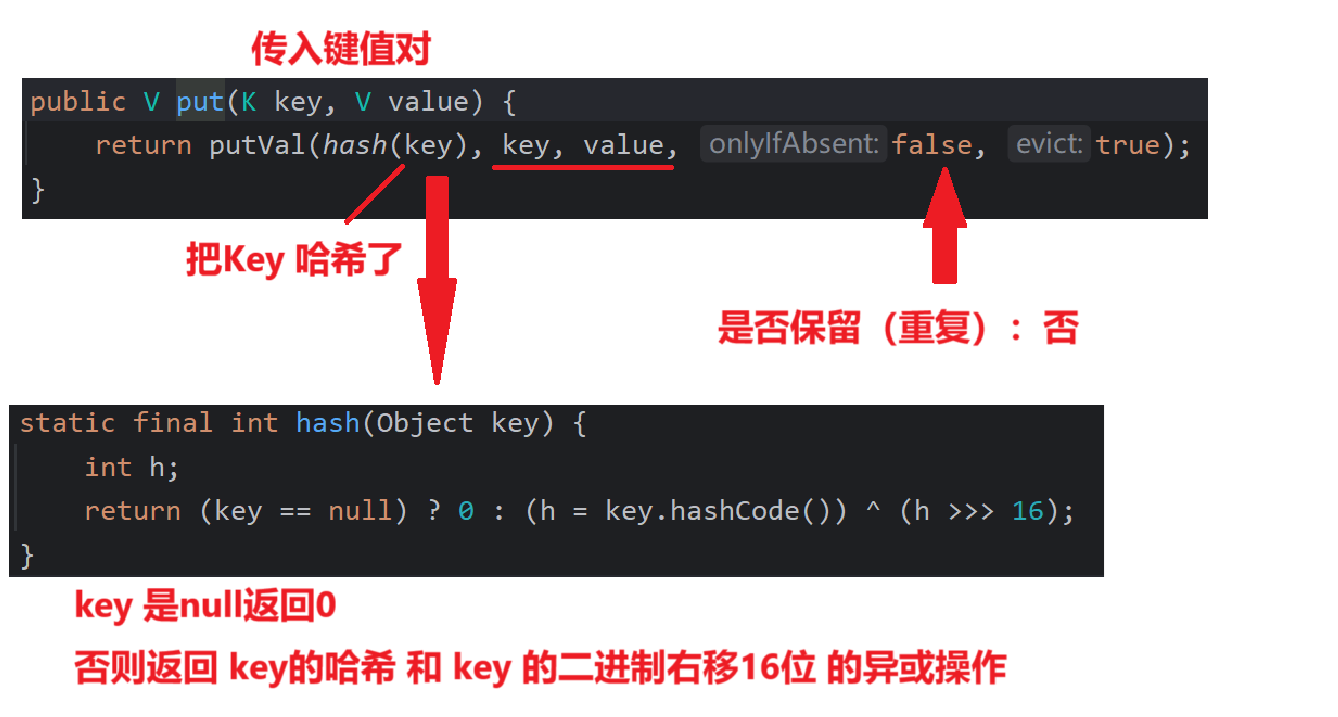 传入键值对
public V put(K key, V value) {
return putVal(hash(key), key, value, onlyIfAbsent: false, evict: true);
}
把Key 哈希了
是否保留（重复）：否
static final int hash(Object key) {
int h;
return (key == null) ? 0 : (h = key.hashCode()) ^ (h >>> 16);
}
key 是null返回0
否则返回 key的哈希 和 key 的二进制右移16位 的异或操作